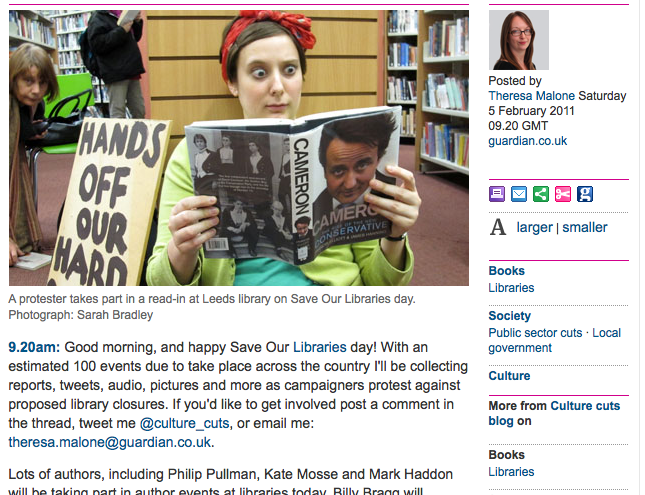 HANDS
OFF
OUR
HARD
CAMERON
CAMERON
CONSERVATIVE
A protester takes part in a read-in at Leeds library on Save Our Libraries day.
Photograph: Sarah Bradley
9.20am: Good morning, and happy Save Our Libraries day! With an
estimated 100 events due to take place across the country I'll be collecting
reports, tweets, audio, pictures and more as campaigners protest against
proposed library closures. If you'd like to get involved post a comment in
the thread, tweet me @culture_cuts, or email me:
theresa.malone@guardian.co.uk.
Lots of authors, including Philip Pullman, Kate Mosse and Mark Haddon
will be taking part in author events at libraries today. Billy Bragg will
Posted by
Theresa Malone Saturday
5 February 2011
09.20 GMT
guardian.co.uk
g
A larger | smaller
Books
Libraries
Society
Public sector cuts · Local
government
Culture
More from Culture cuts
blog on
Books
Libraries